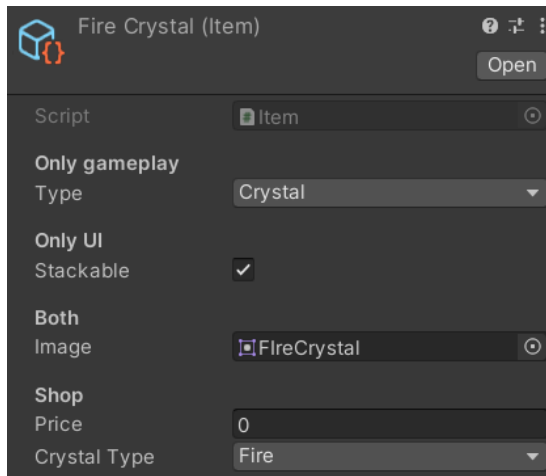 Fire Crystal (Item)
Open
Script Item
Only gameplay
Type Crystal
Only UI
Stackable
Both
Image FIreCrystal
Shop
Price 0
Crystal Type Fire